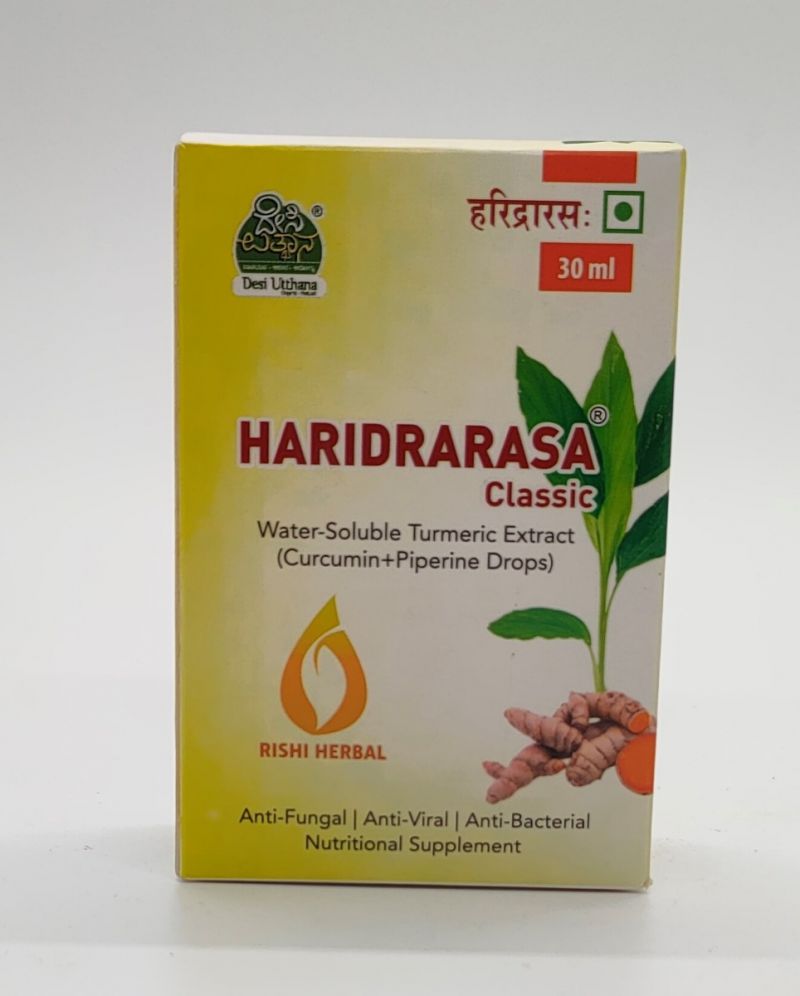 ದೇಸಿ ®
ಉತ್ಥಾನ
Desi Utthana
हरिद्रारसः
30 ml
HARIDRARASA®
Classic
Water-Soluble Turmeric Extract
(Curcumin+Piperine Drops)
RISHI HERBAL
Anti-Fungal | Anti-Viral | Anti-Bacterial
Nutritional Supplement